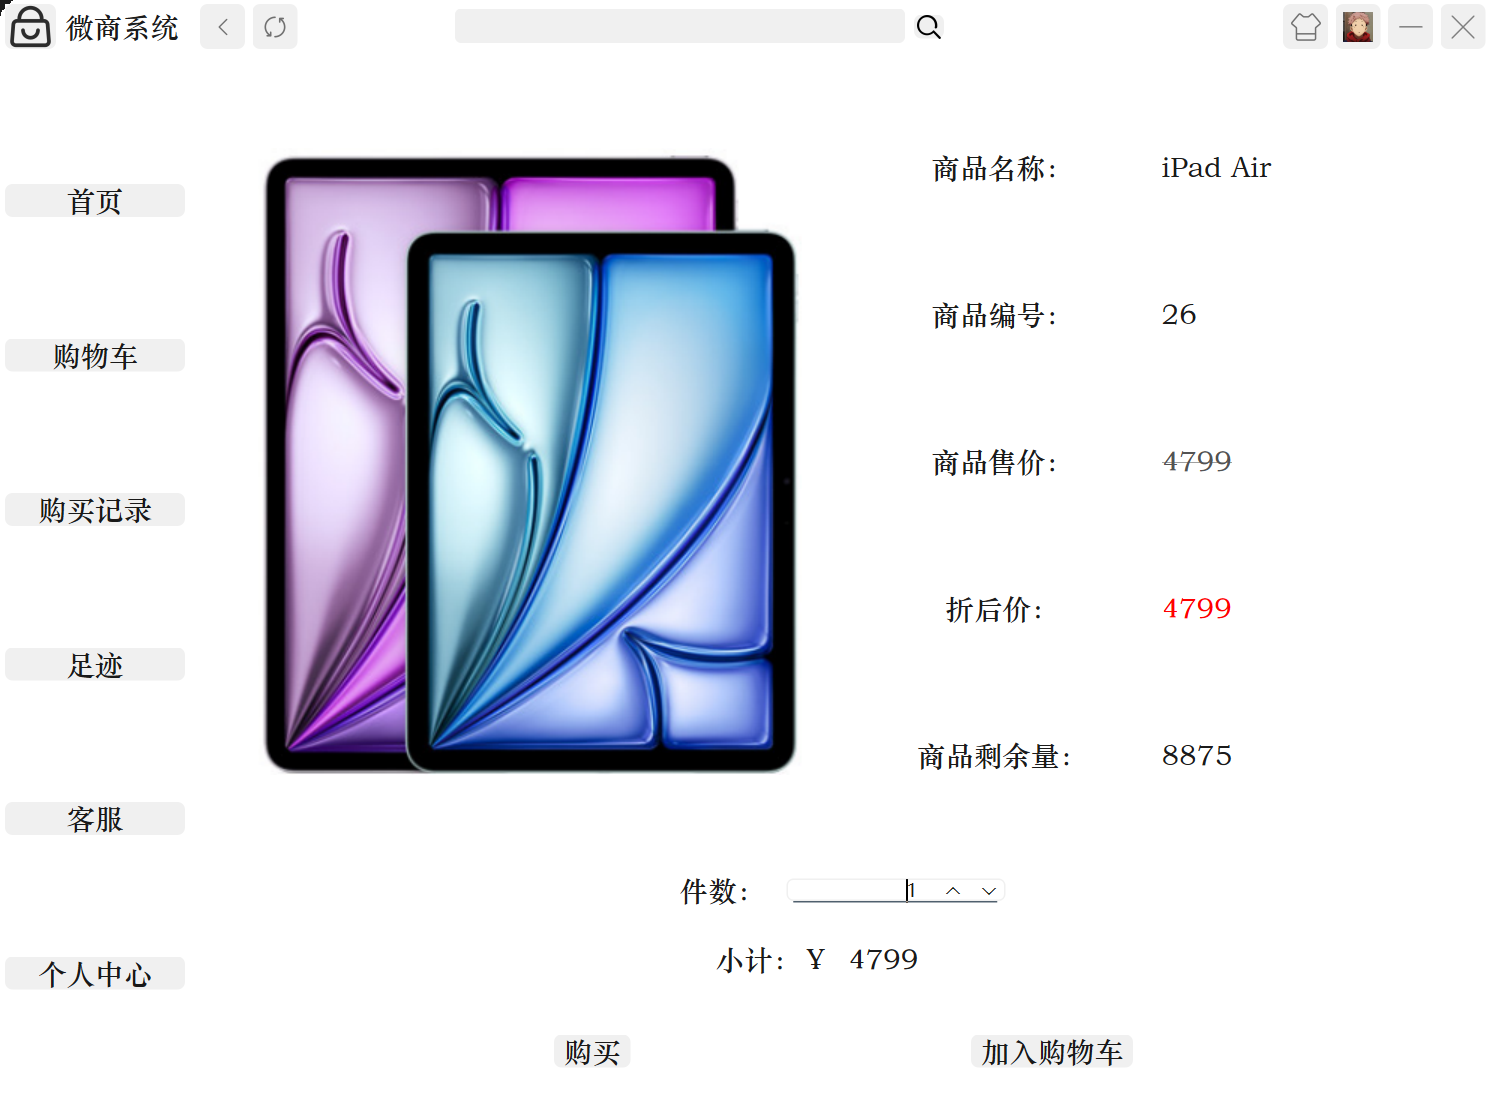 微商系统
首页
购物车
购买记录
足迹
客服
个人中心
商品名称： iPad Air
商品编号： 26
商品售价： 4799
折后价： 4799
商品剩余量： 8875
件数： 1
小计： ¥ 4799
购买 加入购物车